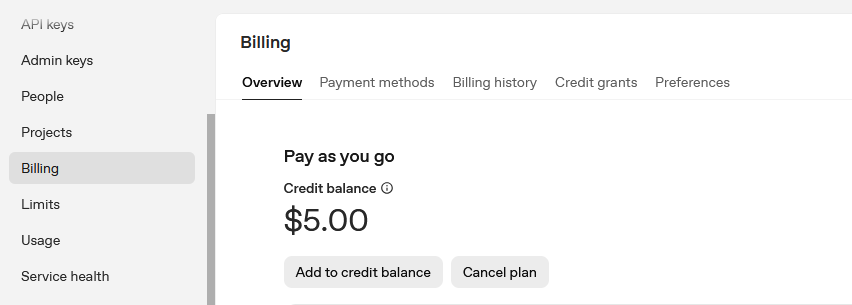 API keys
Admin keys
People
Projects
Billing
Limits
Usage
Service health
Billing
Overview Payment methods Billing history Credit grants Preferences
Pay as you go
Credit balance
$5.00
Add to credit balance Cancel plan